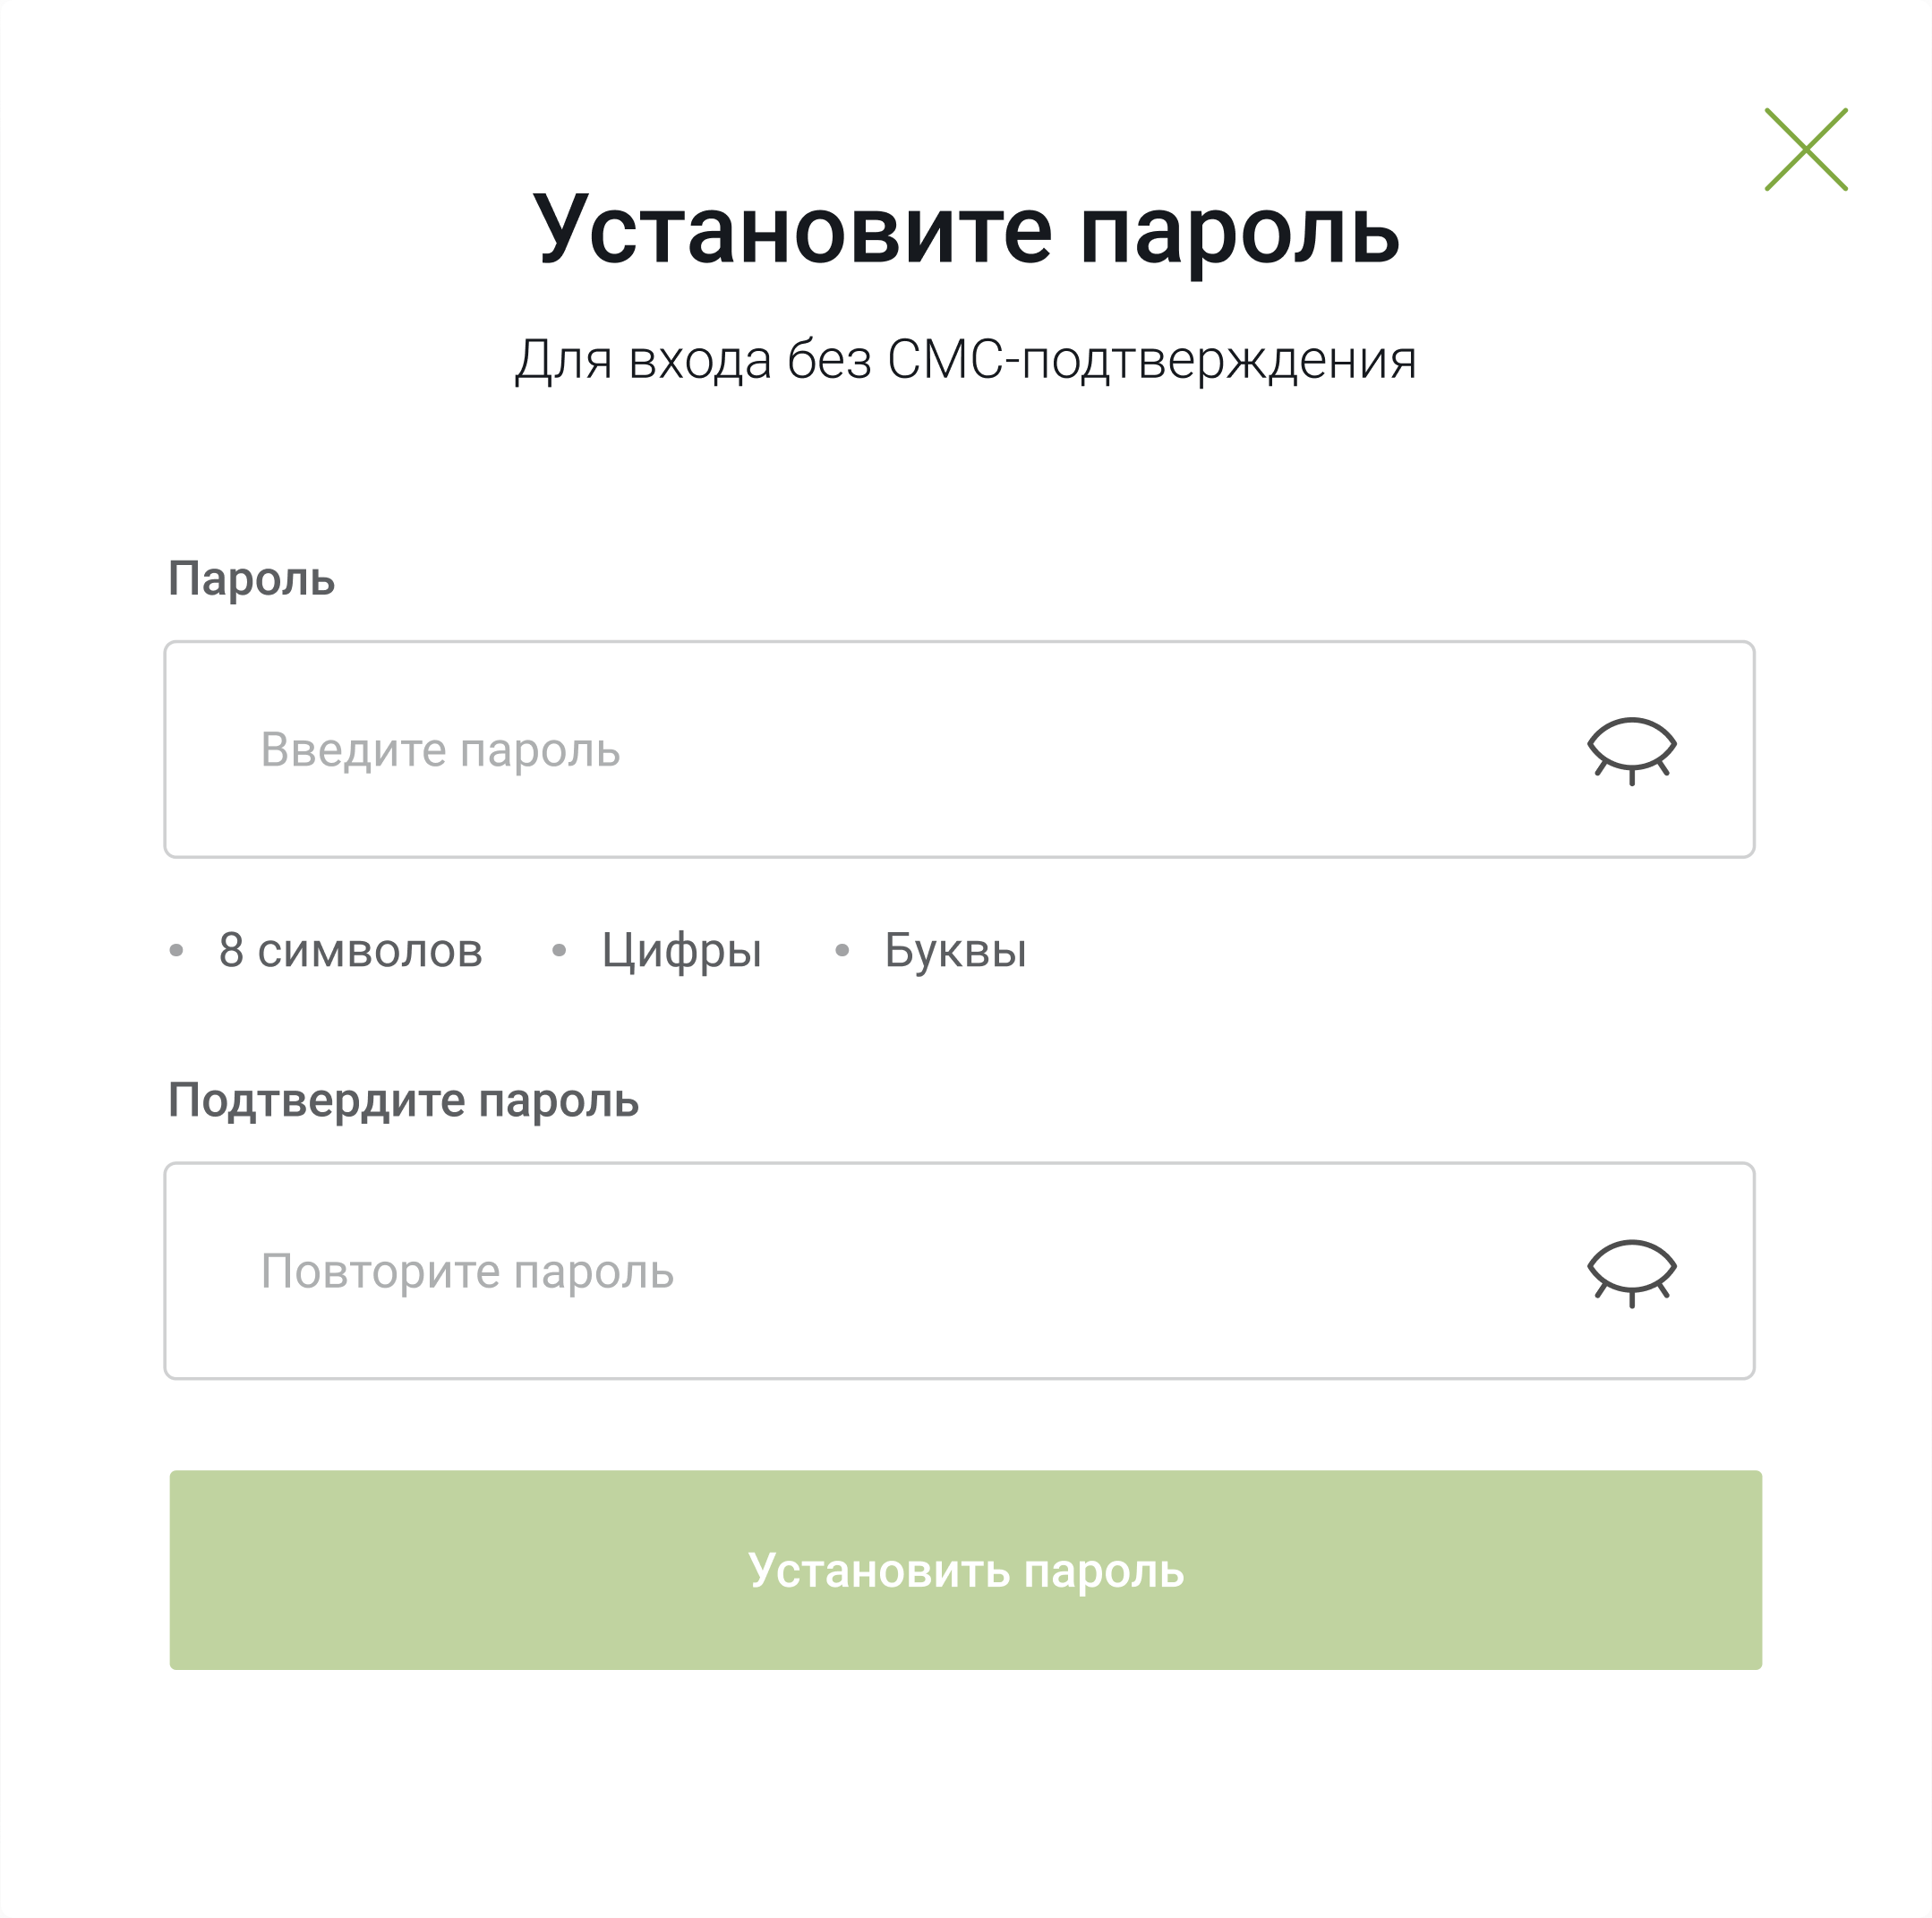 Установите пароль
Для входа без СМС-подтверждения
Пароль
Введите пароль
8 символов Цифры Буквы
Подтвердите пароль
Повторите пароль
Установить пароль